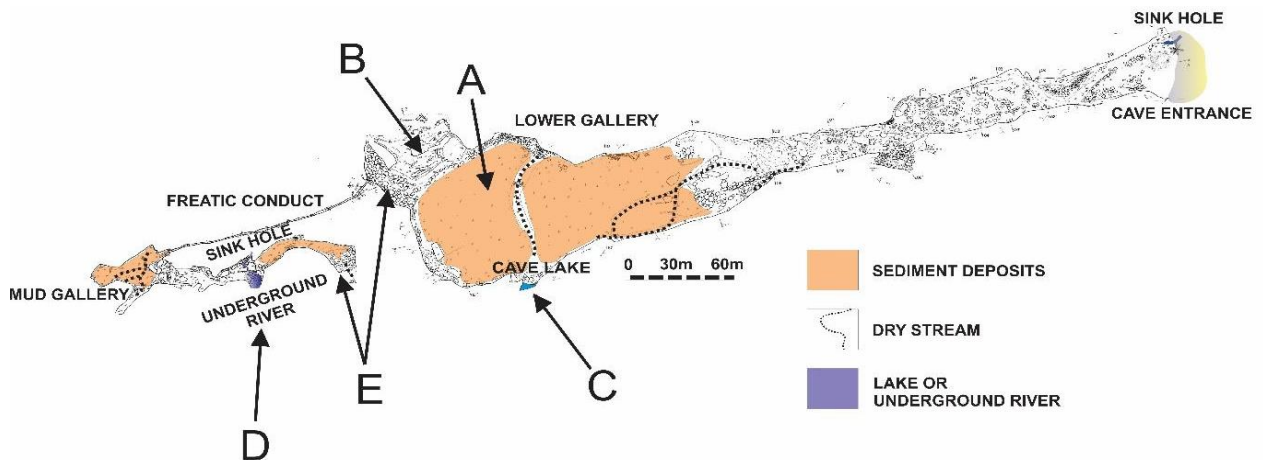 SINK HOLE
B
A
LOWER GALLERY
CAVE ENTRANCE
FREATIC CONDUCT
SINK HOLE
CAVE LAKE
0 30m 60m
MUD GALLERY
UNDERGROUND
RIVER
SEDIMENT DEPOSITS
DRY STREAM
E
C
LAKE OR
UNDERGROUND RIVER
D